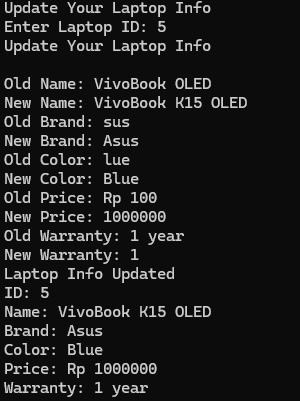 Update Your Laptop Info
Enter Laptop ID: 5
Update Your Laptop Info
Old Name: VivoBook OLED
New Name: VivoBook K15 OLED
Old Brand: sus
New Brand: Asus
Old Color: lue
New Color: Blue
Old Price: Rp 100
New Price: 1000000
Old Warranty: 1 year
New Warranty: 1
Laptop Info Updated
ID: 5
Name: VivoBook K15 OLED
Brand: Asus
Color: Blue
Price: Rp 1000000
Warranty: 1 year